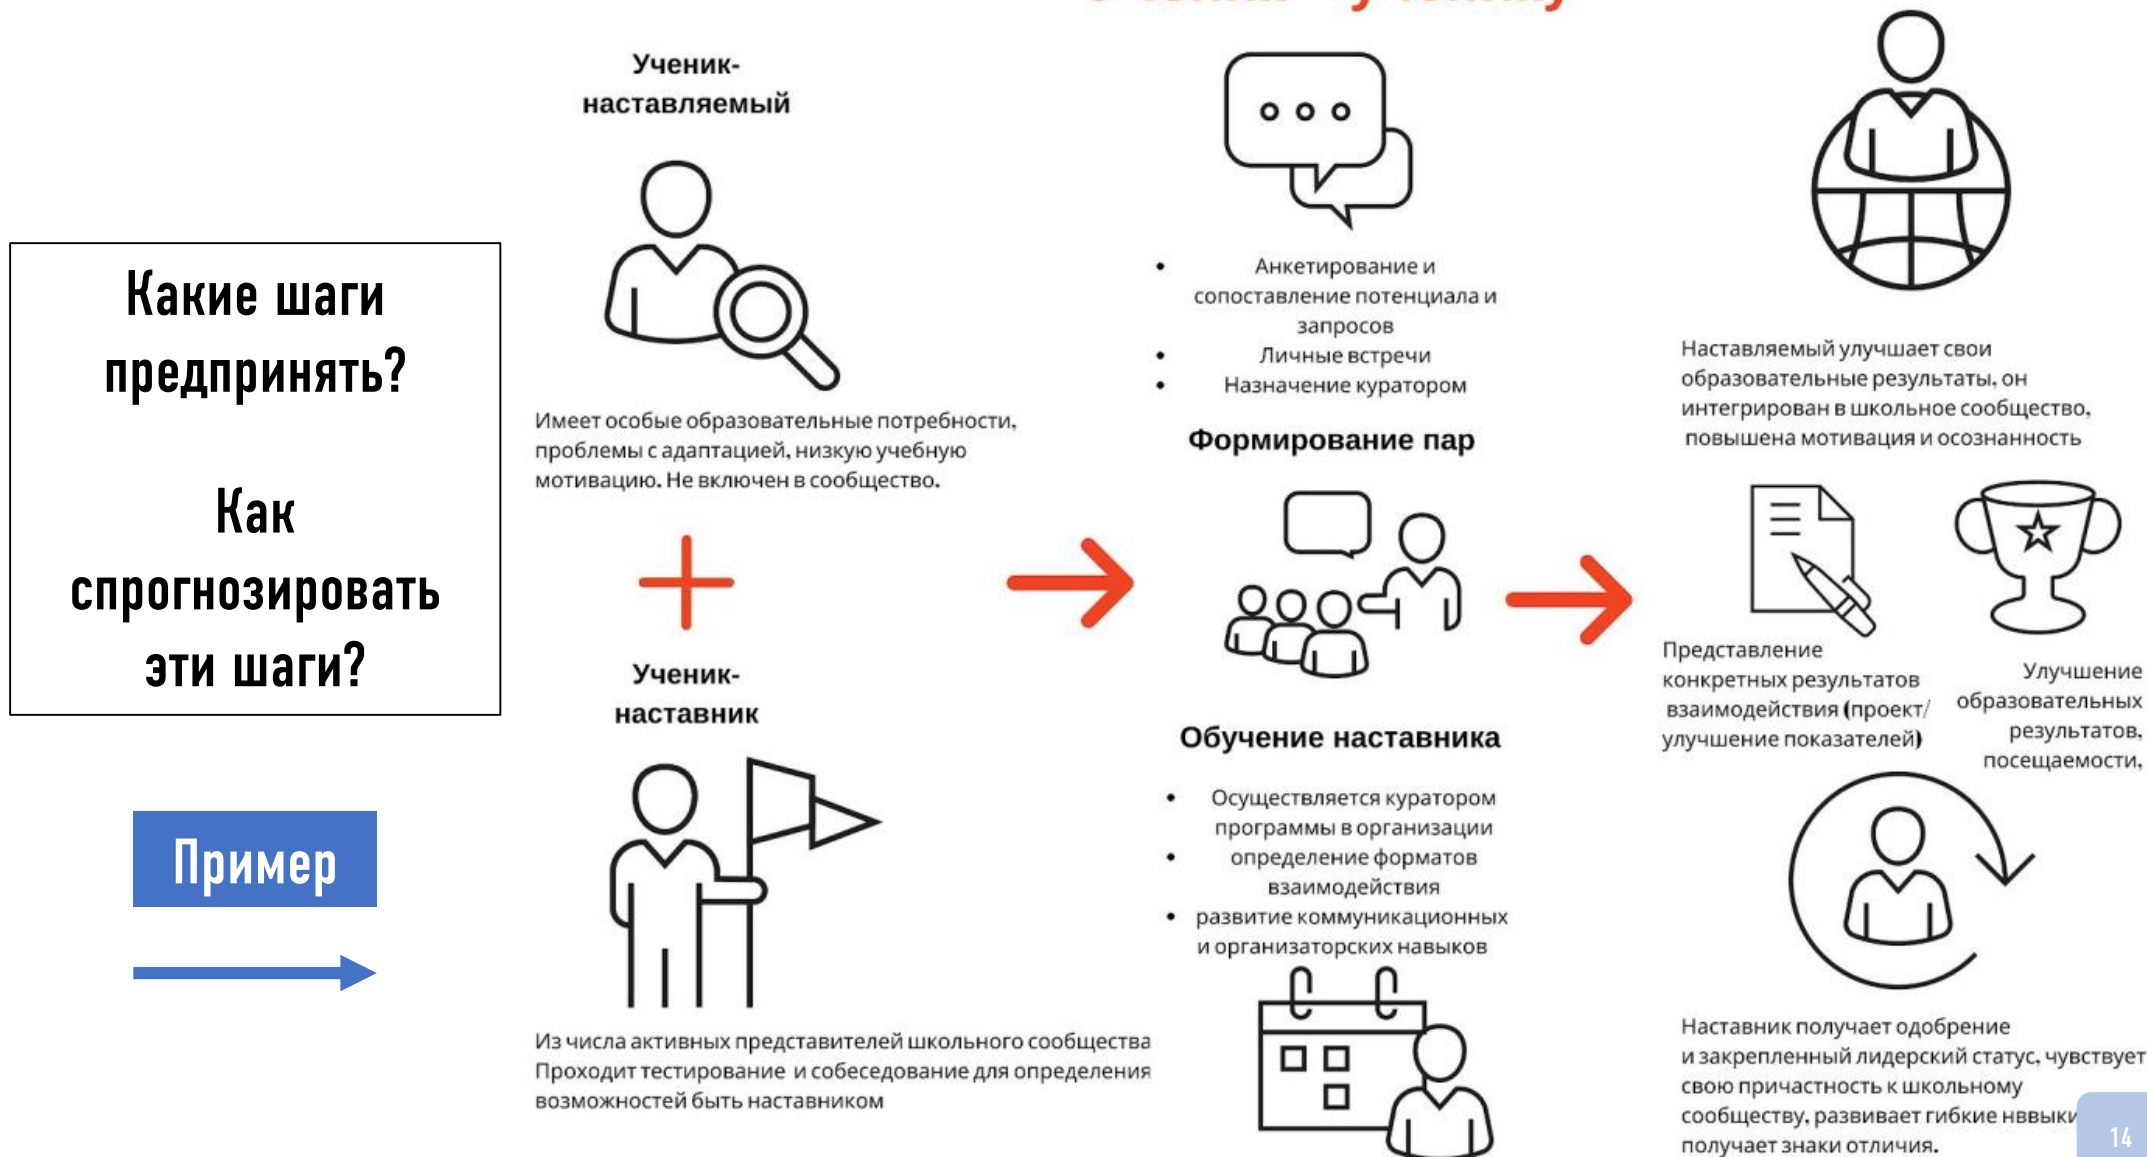 Какие шаги
предпринять?
Как
спрогнозировать
эти шаги?
Пример
Ученик-
наставляемый
Имеет особые образовательные потребности,
проблемы с адаптацией, низкую учебную
мотивацию. Не включен в сообщество.
Ученик-
наставник
Из числа активных представителей школьного сообщества
Проходит тестирование и собеседование для определения
возможностей быть наставником
• Анкетирование и
сопоставление потенциала и
запросов
• Личные встречи
• Назначение куратором
Формирование пар
Обучение наставника
• Осуществляется куратором
программы в организации
• определение форматов
взаимодействия
• развитие коммуникационных
и организаторских навыков
Наставляемый улучшает свои
образовательные результаты, он
интегрирован в школьное сообщество,
повышена мотивация и осознанность
Представление
конкретных результатов
взаимодействия (проект/
улучшение показателей)
Улучшение
образовательных
результатов,
посещаемости,
Наставник получает одобрение
и закрепленный лидерский статус, чувствует
свою причастность к школьному
сообществу, развивает гибкие нввыки
получает знаки отличия.
14